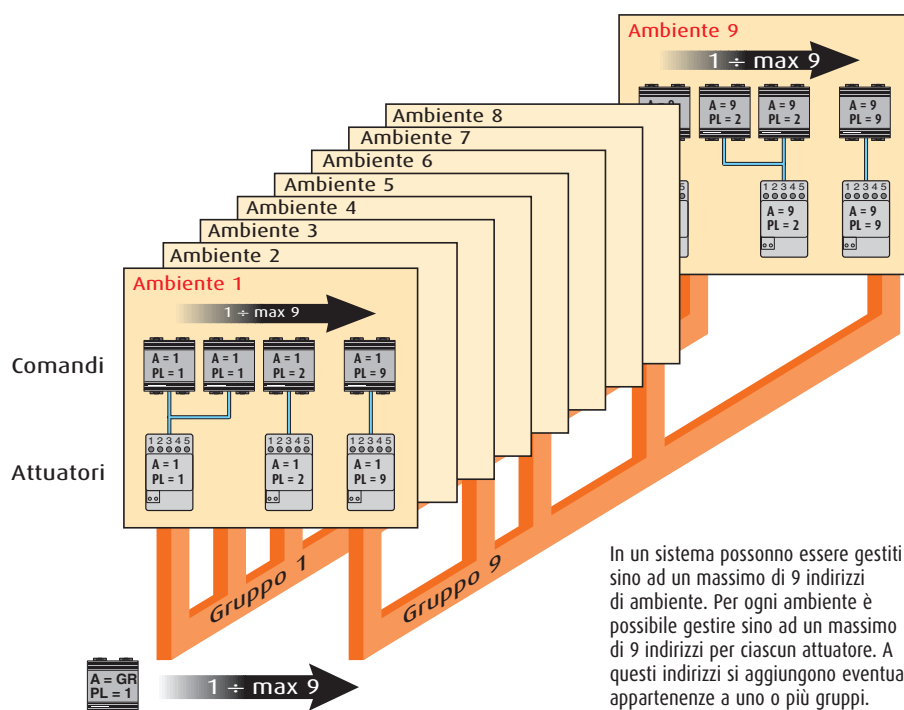 Ambiente 9
1 ÷ max 9
A = 9
PL = 2
A = 9
PL = 2
A = 9
PL = 9
1 2 3 4 5
A = 9
PL = 2
1 2 3 4 5
A = 9
PL = 9
Ambiente 8
Ambiente 7
Ambiente 6
Ambiente 5
Ambiente 4
Ambiente 3
Ambiente 2
Ambiente 1
1 ÷ max 9
Comandi
A = 1
PL = 1
A = 1
PL = 1
A = 1
PL = 2
A = 1
PL = 9
Attuatori
1 2 3 4 5
A = 1
PL = 1
1 2 3 4 5
A = 1
PL = 2
1 2 3 4 5
A = 1
PL = 9
Gruppo 1
Gruppo 9
A = GR
PL = 1
1 ÷ max 9
In un sistema possonno essere gestiti
sino ad un massimo di 9 indirizzi
di ambiente. Per ogni ambiente è
possibile gestire sino ad un massimo
di 9 indirizzi per ciascun attuatore. A
questi indirizzi si aggiungono eventua
appartenenze a uno o più gruppi.